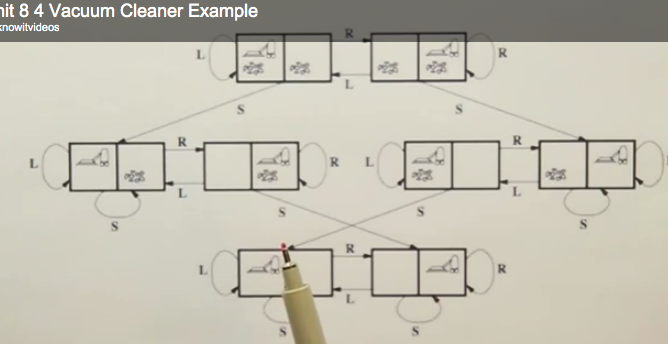 nit 8 4 Vacuum Cleaner Example
knowitvideos
R
L R
L
S S
R R
L R L
L L
S S S S
R
L R
L
S S